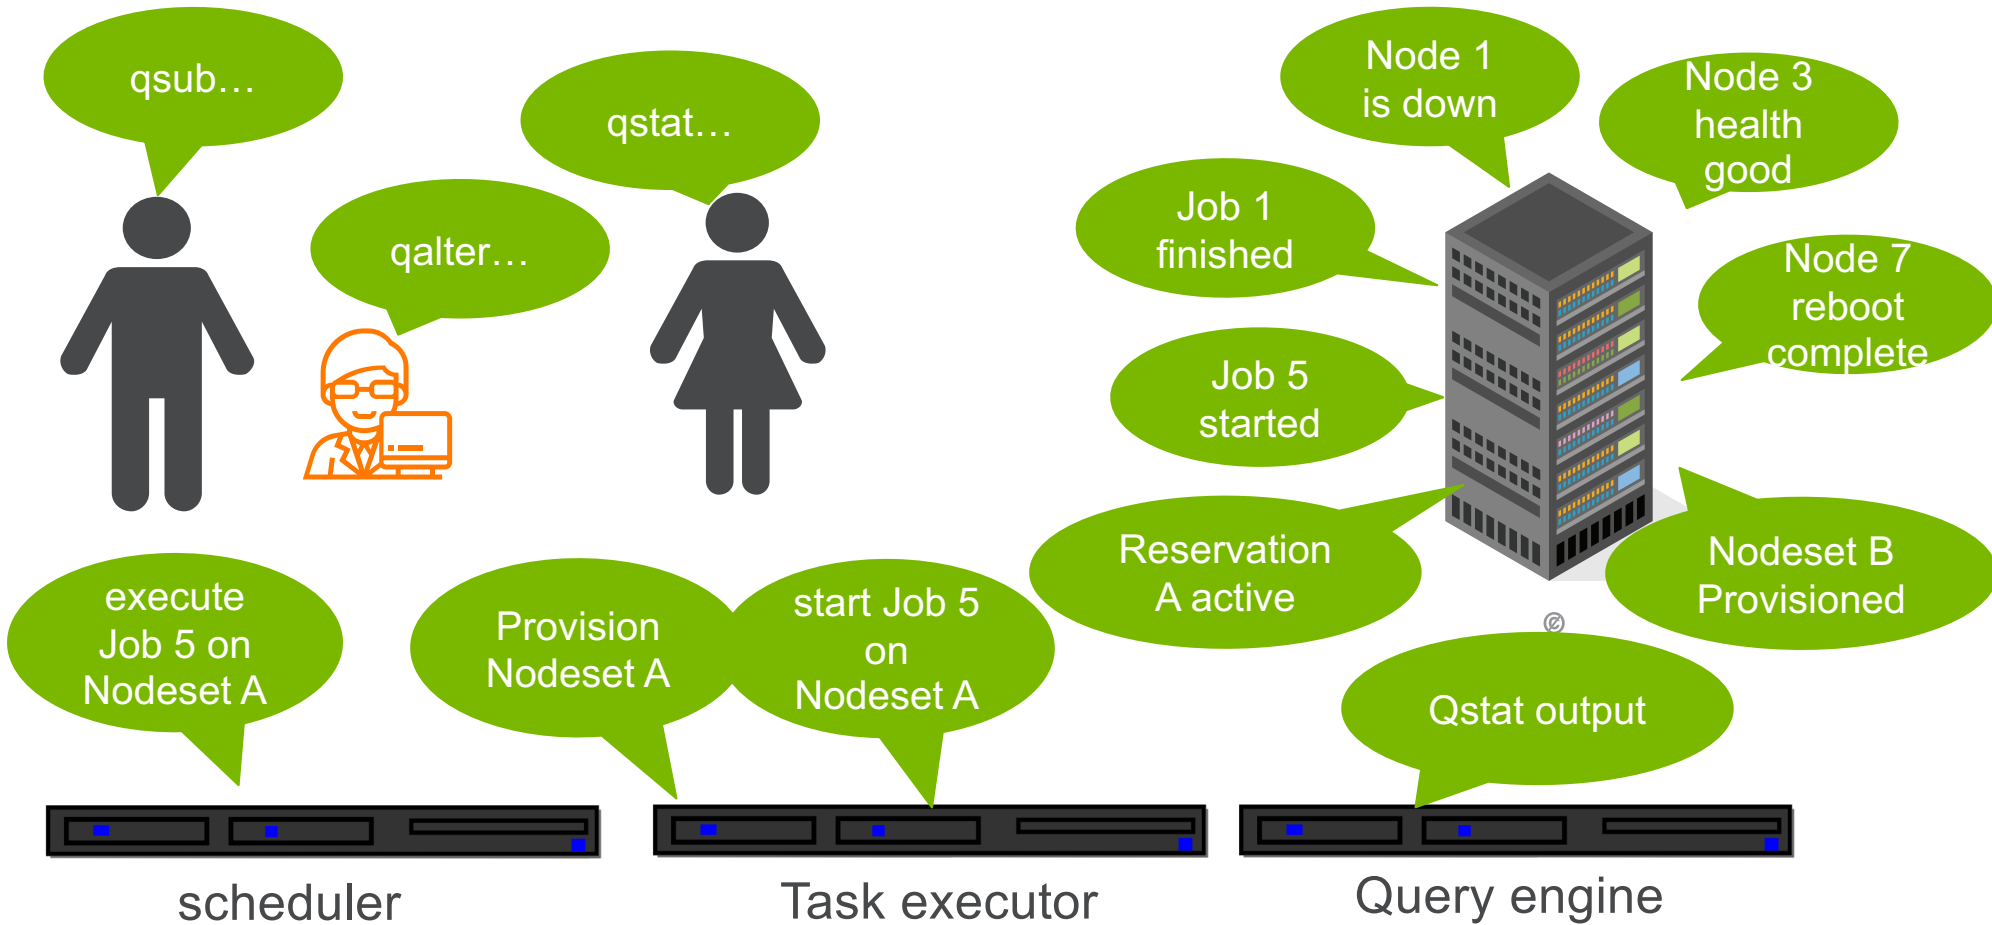 qsub…
qstat…
qalter…
Node 1
is down
Node 3
health
good
Job 1
finished
Node 7
reboot
complete
Job 5
started
Reservation
A active
Nodeset B
Provisioned
execute
Job 5 on
Nodeset A
Provision
Nodeset A
start Job 5
on
Nodeset A
Qstat output
scheduler
Task executor
Query engine